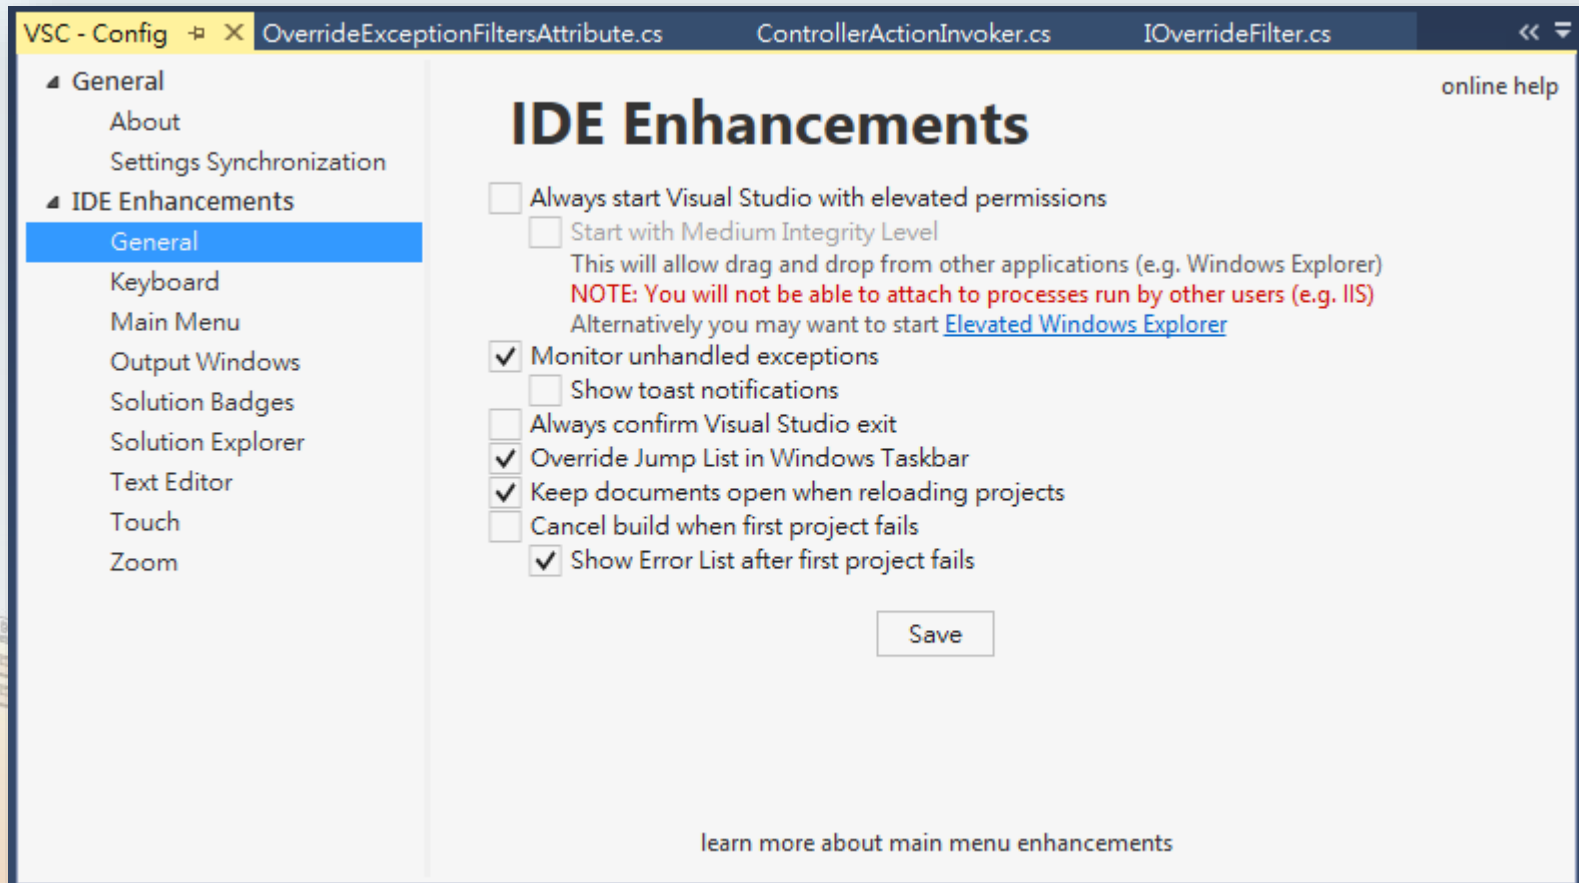 VSC - Config OverrideExceptionFiltersAttribute.cs ControllerActionInvoker.cs IOverrideFilter.cs
General
About
Settings Synchronization
IDE Enhancements
General
Keyboard
Main Menu
Output Windows
Solution Badges
Solution Explorer
Text Editor
Touch
Zoom
online help
IDE Enhancements
Always start Visual Studio with elevated permissions
Start with Medium Integrity Level
This will allow drag and drop from other applications (e.g. Windows Explorer)
NOTE: You will not be able to attach to processes run by other users (e.g. IIS)
Alternatively you may want to start Elevated Windows Explorer
Monitor unhandled exceptions
Show toast notifications
Always confirm Visual Studio exit
Override Jump List in Windows Taskbar
Keep documents open when reloading projects
Cancel build when first project fails
Show Error List after first project fails
Save
learn more about main menu enhancements